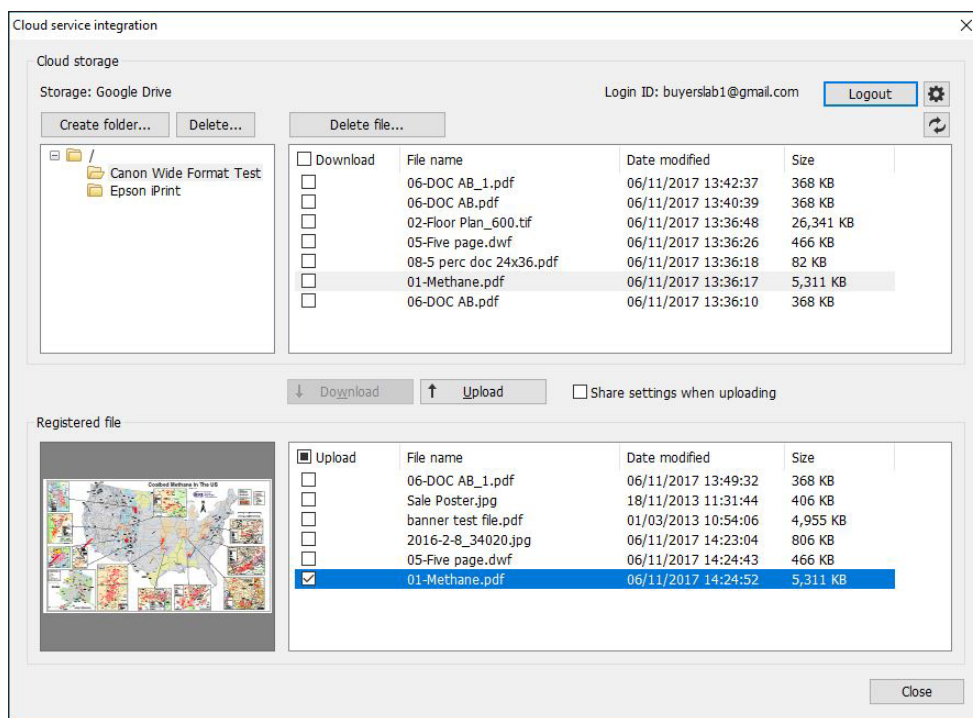 Cloud service integration
Cloud storage
Storage: Google Drive
Login ID: buyerslab1@gmail.com
Logout
Create folder...
Delete...
Delete file...
/
Canon Wide Format Test
Epson iPrint
Download File name Date modified Size
06-DOC AB_1.pdf 06/11/2017 13:42:37 368 KB
06-DOC AB.pdf 06/11/2017 13:40:39 368 KB
02-Floor Plan_600.tif 06/11/2017 13:36:48 26,341 KB
05-Five page.dwf 06/11/2017 13:36:26 466 KB
08-5 perc doc 24x36.pdf 06/11/2017 13:36:18 82 KB
01-Methane.pdf 06/11/2017 13:36:17 5,311 KB
06-DOC AB.pdf 06/11/2017 13:36:10 368 KB
Download
Upload
Share settings when uploading
Registered file
Coalbed Methane In The US
Upload File name Date modified Size
06-DOC AB_1.pdf 06/11/2017 13:49:32 368 KB
Sale Poster.jpg 18/11/2013 11:31:44 406 KB
banner test file.pdf 01/03/2013 10:54:06 4,955 KB
2016-2-8_34020.jpg 06/11/2017 14:23:04 806 KB
05-Five page.dwf 06/11/2017 14:24:43 466 KB
01-Methane.pdf 06/11/2017 14:24:52 5,311 KB
Close